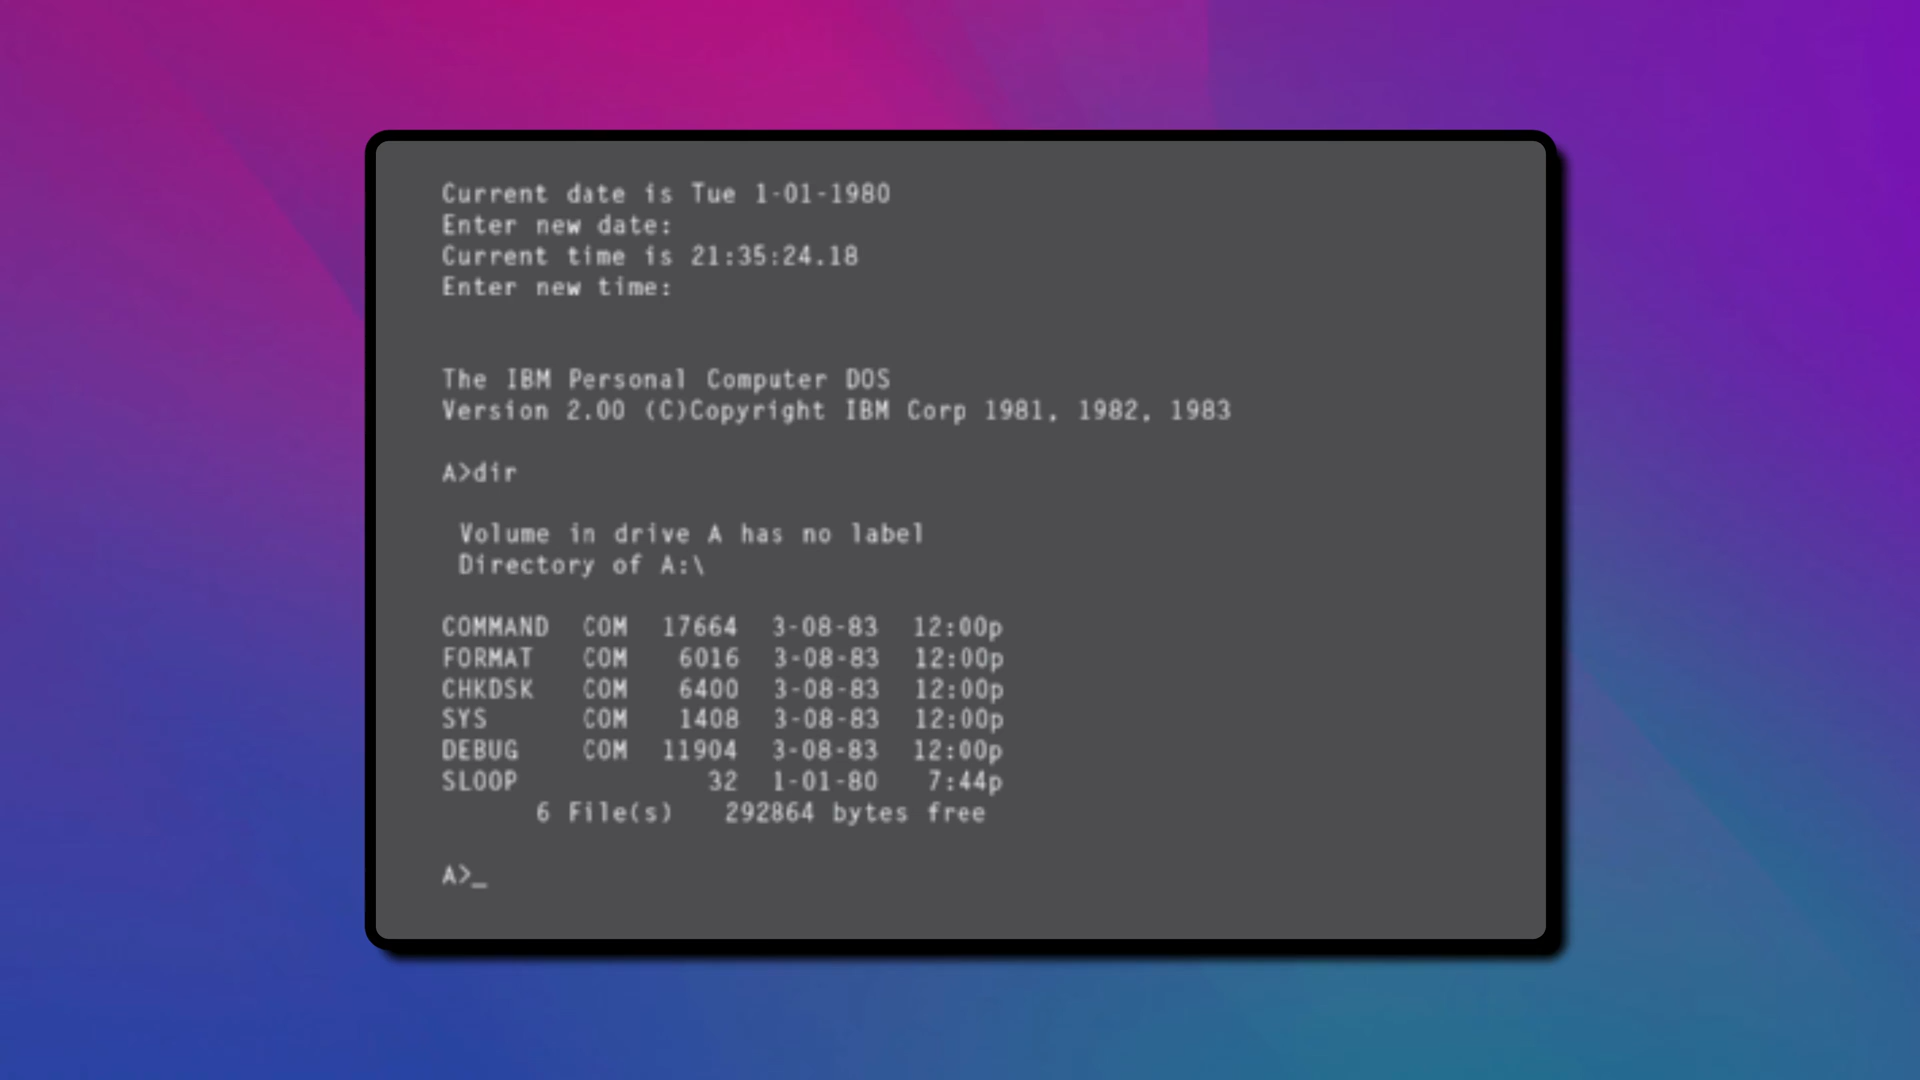 Current date is Tue 1-01-1980
Enter new date:
Current time is 21:35:24.18
Enter new time:
The IBM Personal Computer DOS
Version 2.00 (C)Copyright IBM Corp 1981, 1982, 1983
A>dir
Volume in drive A has no label
Directory of A:\
COMMAND COM 17664 3-08-83 12:00p
FORMAT COM 6016 3-08-83 12:00p
CHKDSK COM 6400 3-08-83 12:00p
SYS COM 1408 3-08-83 12:00p
DEBUG COM 11904 3-08-83 12:00p
SLOOP 32 1-01-80 7:44p
6 File(s) 292864 bytes free
A>_